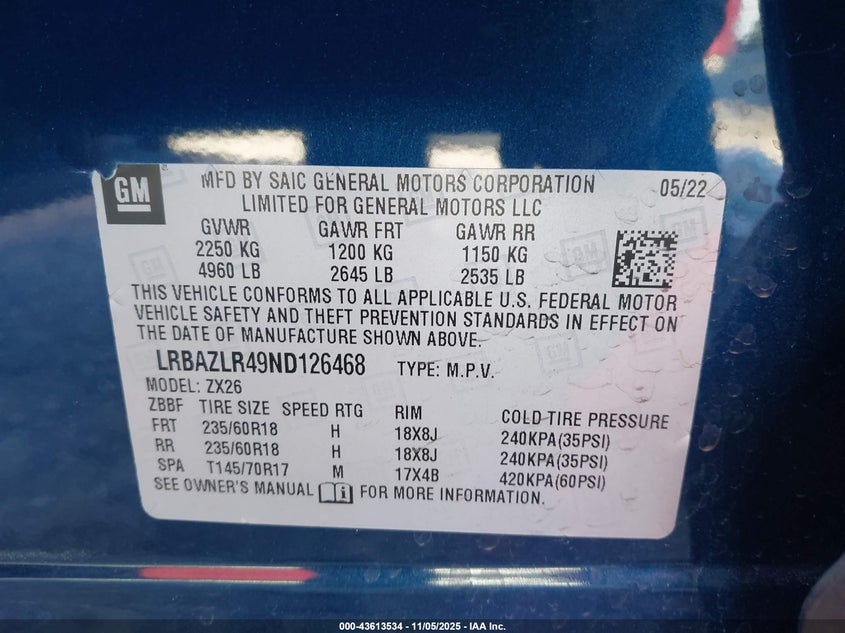 GM
MFD BY SAIC GENERAL MOTORS CORPORATION 05/22
LIMITED FOR GENERAL MOTORS LLC
GVWR GAWR FRT GAWR RR
2250 KG 1200 KG 1150 KG
4960 LB 2645 LB 2535 LB
THIS VEHICLE CONFORMS TO ALL APPLICABLE U.S. FEDERAL MOTOR
VEHICLE SAFETY AND THEFT PREVENTION STANDARDS IN EFFECT ON
THE DATE OF MANUFACTURE SHOWN ABOVE.
LRBAZLR49ND126468 TYPE: M.P.V.
MODEL: ZX26
ZBBF TIRE SIZE SPEED RTG RIM COLD TIRE PRESSURE
FRT 235/60R18 H 18X8J 240KPA(35PSI)
RR 235/60R18 H 18X8J 240KPA(35PSI)
SPA T145/70R17 M 17X4B 420KPA(60PSI)
SEE OWNER'S MANUAL FOR MORE INFORMATION.
000-43613534 - 11/05/2025 - IAA Inc.